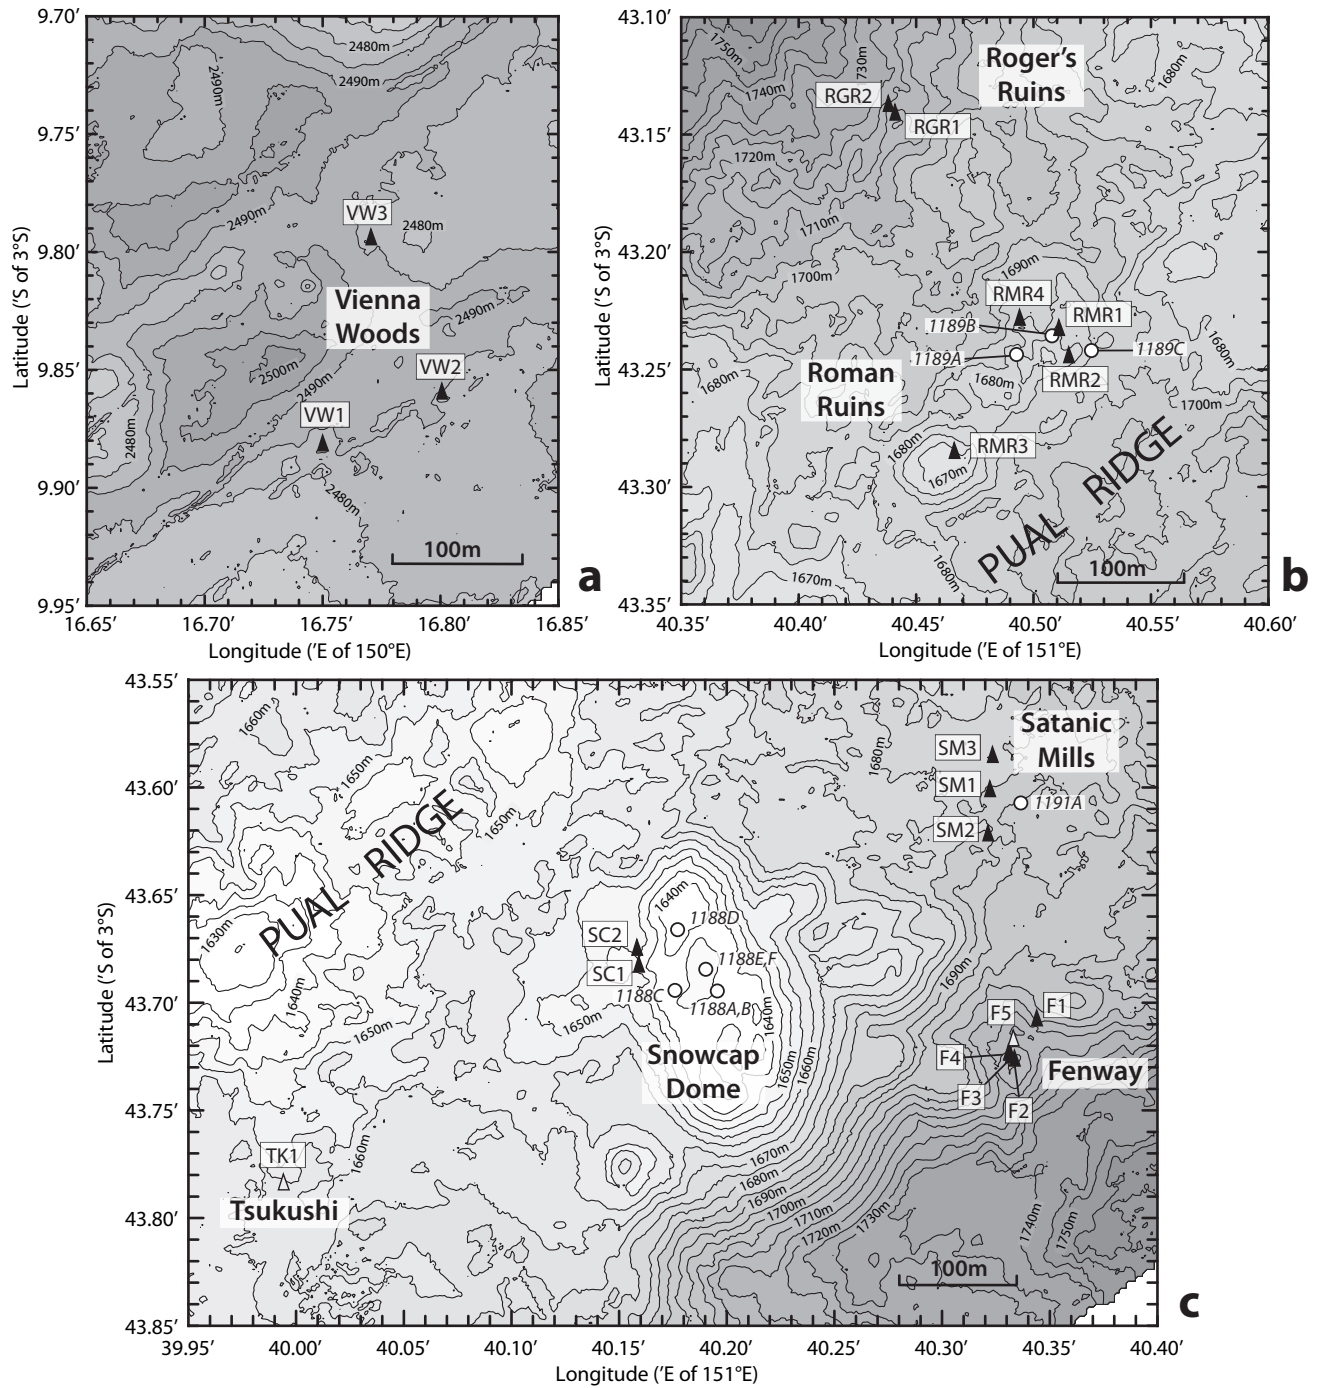 9.70′
9.75′
9.80′
9.85′
9.90′
9.95′
Latitude (′S of 3°S)
2480m
2490m
2490m
2490m
VW3
2480m
Vienna
Woods
2490m
2500m
2490m
VW2
VW1
2480m
2480m
100m
a
16.65′ 16.70′ 16.75′ 16.80′ 16.85′
Longitude (′E of 150°E)
43.10′
43.15′
43.20′
43.25′
43.30′
43.35′
Latitude (′S of 3°S)
1750m
730m
1740m
Roger's
Ruins
1680m
RGR2
RGR1
1720m
1710m
1700m
1690m
RMR4
1189B
RMR1
1189A
1189C
1680m
1680m
Roman
Ruins
1680m
RMR2
1700m
1680m
RMR3
1670m
PUAL RIDGE
1680m
1670m
100m
b
40.35′ 40.40′ 40.45′ 40.50′ 40.55′ 40.60′
Longitude (′E of 151°E)
43.55′
43.60′
43.65′
43.70′
43.75′
43.80′
43.85′
Latitude (′S of 3°S)
1660m
1650m
1650m
PUAL RIDGE
1630m
1640m
1650m
1680m
Satanic
Mills
SM3
SM1
1191A
SM2
1640m
1188D
SC2
1188E,F
SC1
1188C
1188A,B
1650m
1640m
1690m
F5
F1
F4
Fenway
F3
F2
Snowcap
Dome
1650m
1660m
TK1
1660m
Tsukushi
1670m
1680m
1690m
1700m
1710m
1720m
1730m
1740m
1750m
100m
c
39.95′ 40.00′ 40.05′ 40.10′ 40.15′ 40.20′ 40.25′ 40.30′ 40.35′ 40.40′
Longitude (′E of 151°E)